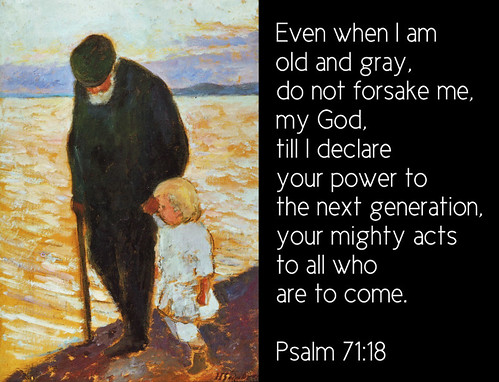 Even when I am
old and gray,
do not forsake me,
my God,
till I declare
your power to
the next generation,
your mighty acts
to all who
are to come.
Psalm 71:18